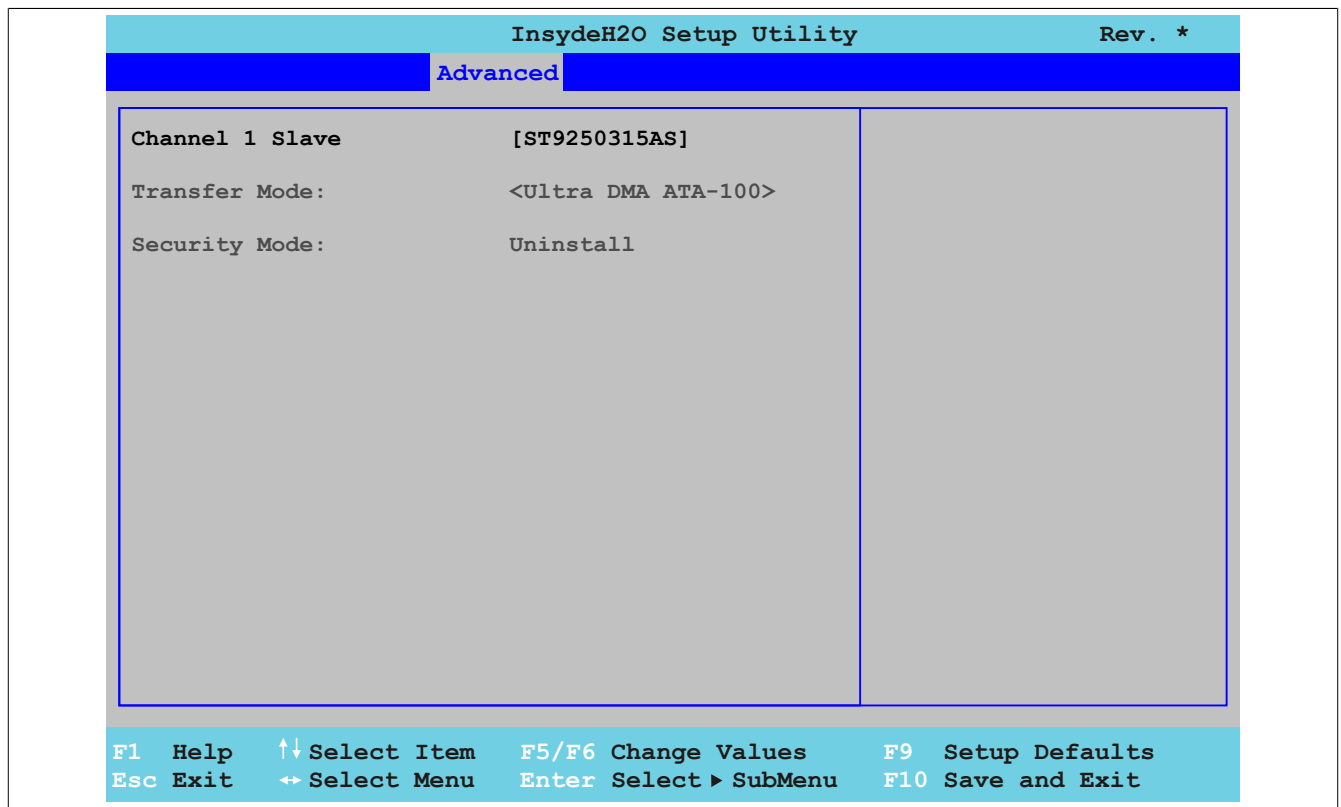 InsydeH2O Setup Utility Rev. *
Advanced
Channel 1 Slave [ST9250315AS]
Transfer Mode: <Ultra DMA ATA-100>
Security Mode: Uninstall
F1 Help ↑↓ Select Item F5/F6 Change Values F9 Setup Defaults
Esc Exit ↔ Select Menu Enter Select ► SubMenu F10 Save and Exit